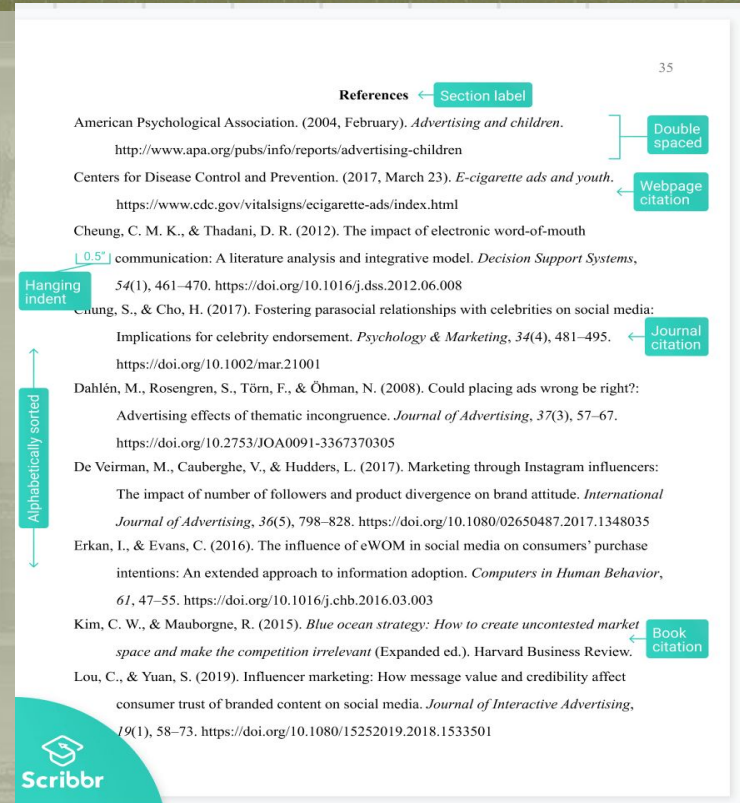 35
References ← Section label
American Psychological Association. (2004, February). Advertising and children.
http://www.apa.org/pubs/info/reports/advertising-children
Double
spaced
Centers for Disease Control and Prevention. (2017, March 23). E-cigarette ads and youth.
https://www.cdc.gov/vitalsigns/ecigarette-ads/index.html
Webpage
citation
Cheung, C. M. K., & Thadani, D. R. (2012). The impact of electronic word-of-mouth
0.5" communication: A literature analysis and integrative model. Decision Support Systems,
54(1), 461–470. https://doi.org/10.1016/j.dss.2012.06.008
Hanging
indent
Chung, S., & Cho, H. (2017). Fostering parasocial relationships with celebrities on social media:
Implications for celebrity endorsement. Psychology & Marketing, 34(4), 481–495.
https://doi.org/10.1002/mar.21001
Journal
citation
Alphabetically sorted
Dahlén, M., Rosengren, S., Törn, F., & Öhman, N. (2008). Could placing ads wrong be right?:
Advertising effects of thematic incongruence. Journal of Advertising, 37(3), 57–67.
https://doi.org/10.2753/JOA0091-3367370305
De Veirman, M., Cauberghe, V., & Hudders, L. (2017). Marketing through Instagram influencers:
The impact of number of followers and product divergence on brand attitude. International
Journal of Advertising, 36(5), 798–828. https://doi.org/10.1080/02650487.2017.1348035
Erkan, I., & Evans, C. (2016). The influence of eWOM in social media on consumers’ purchase
intentions: An extended approach to information adoption. Computers in Human Behavior,
61, 47–55. https://doi.org/10.1016/j.chb.2016.03.003
Kim, C. W., & Mauborgne, R. (2015). Blue ocean strategy: How to create uncontested market
space and make the competition irrelevant (Expanded ed.). Harvard Business Review.
Book
citation
Lou, C., & Yuan, S. (2019). Influencer marketing: How message value and credibility affect
consumer trust of branded content on social media. Journal of Interactive Advertising,
19(1), 58–73. https://doi.org/10.1080/15252019.2018.1533501
Scribbr